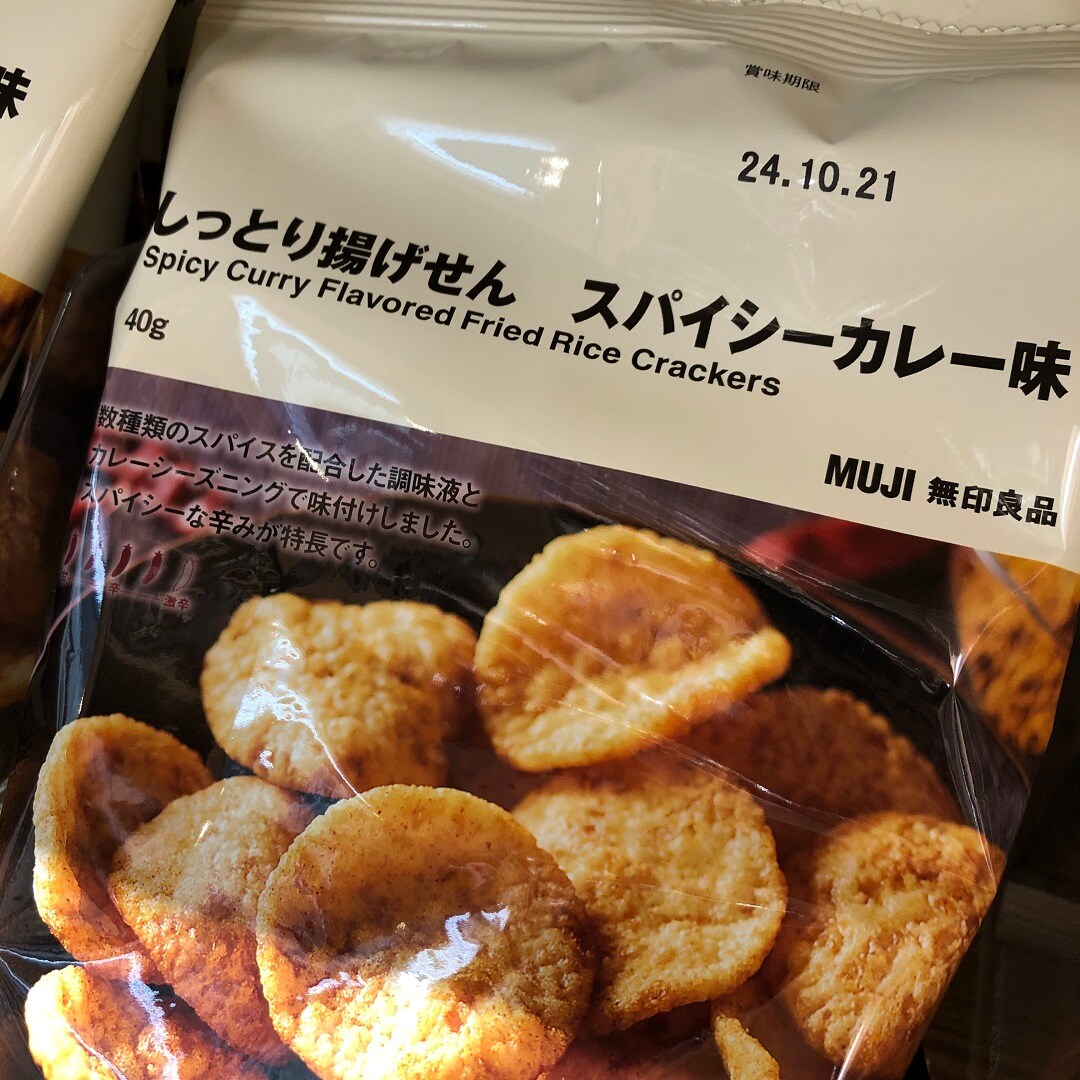 味
賞味期限
24.10.21
しっとり揚げせん　スパイシーカレー味
Spicy Curry Flavored Fried Rice Crackers
40g
MUJI 無印良品
数種類のスパイスを配合した調味液と
カレーシーズニングで味付けしました。
スパイシーな辛みが特長です。
辛
激辛